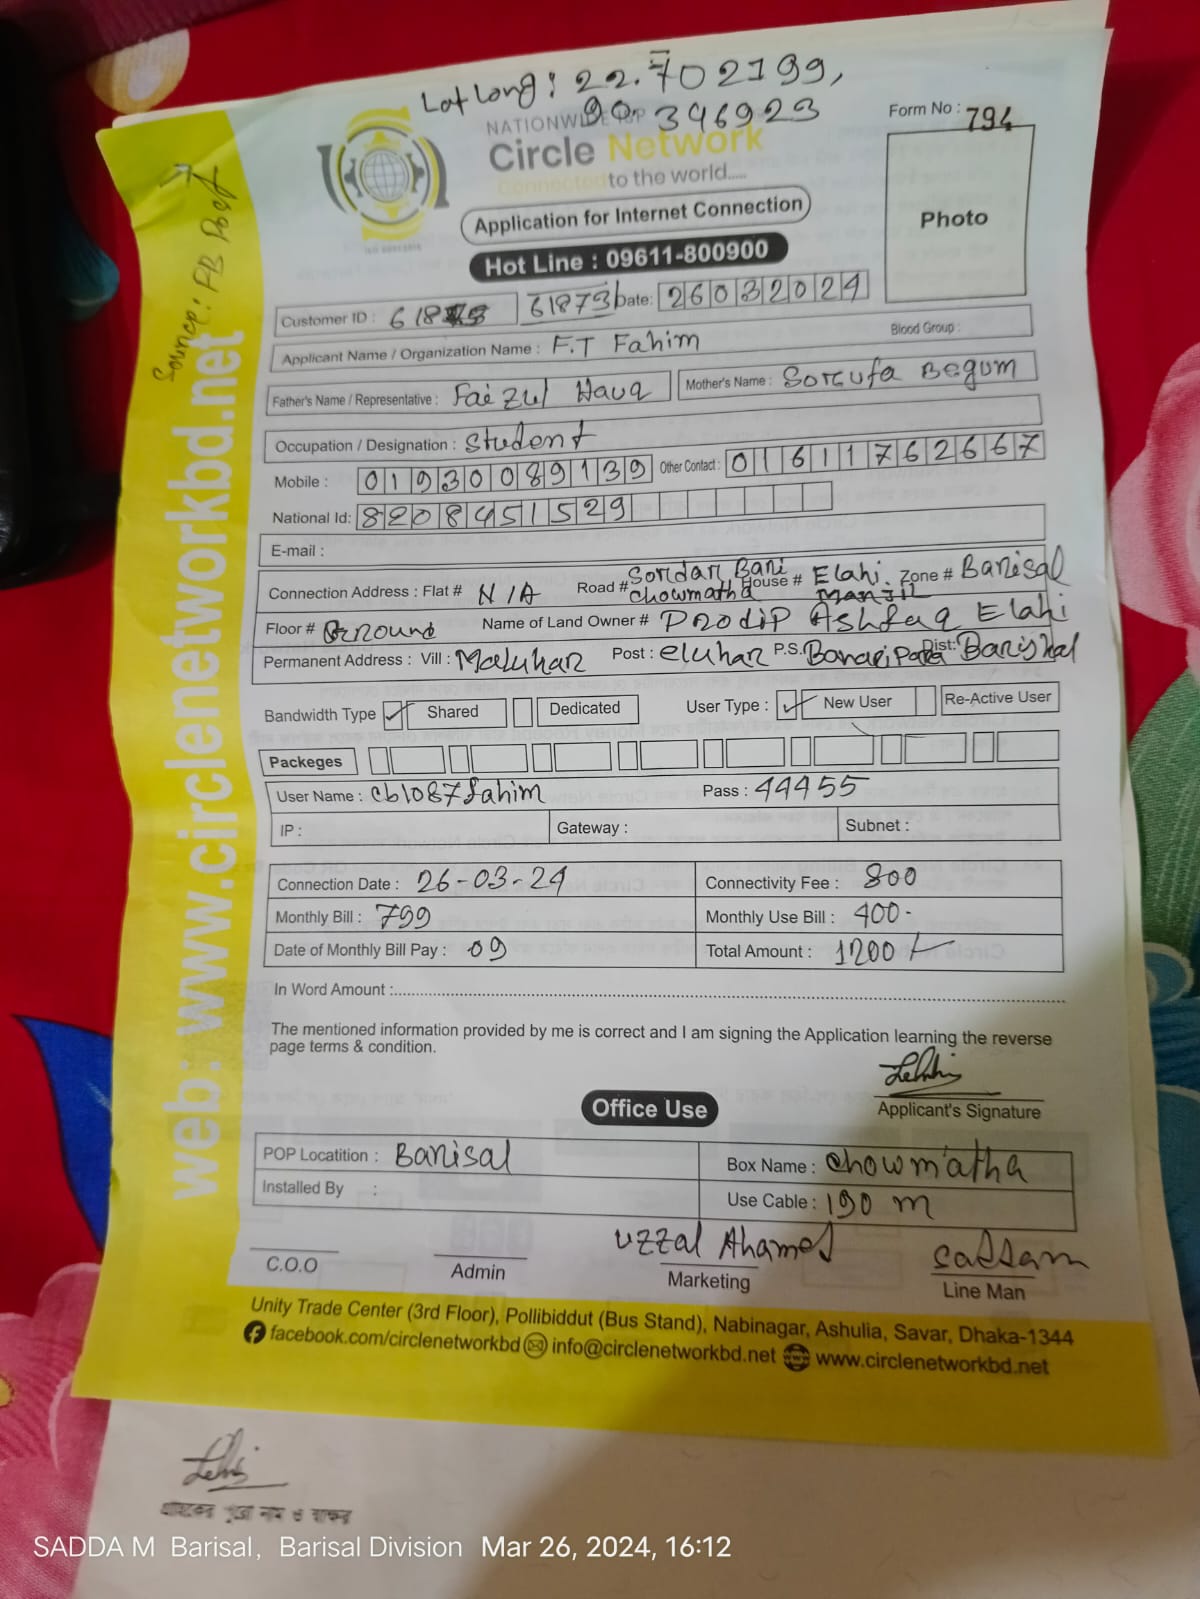 Lat Long: 22.702199,
90.396923
NATIONWIDE ISP
Circle Network
Connected to the world.....
Form No : 794
Photo
Application for Internet Connection
Hot Line : 09611-800900
Source: FB Post
web: www.circlenetworkbd.net
Customer ID : 61873 Date: 26032024
Applicant Name / Organization Name : F.T Fahim Blood Group :
Father's Name / Representative : Faizul Hauq Mother's Name : Sorufa Begum
Occupation / Designation : Student
Mobile : 01930089139 Other Contact : 01611762667
National Id: 8208451529
E-mail :
Connection Address : Flat # N/A Road # Sordar Bari Chowmatha House # Elahi Manjil Zone # Barisal
Floor # Ground Name of Land Owner # Prodip Ashfaq Elahi
Permanent Address : Vill : Maluhar Post : eluhar P.S. Banaripara Dist: Barishal
Bandwidth Type Shared Dedicated User Type : New User Re-Active User
Packeges
User Name : cb1087fahim Pass : 44455
IP : Gateway : Subnet :
Connection Date : 26-03-24 Connectivity Fee : 800
Monthly Bill : 799 Monthly Use Bill : 400-
Date of Monthly Bill Pay : 09 Total Amount : 1200/-
In Word Amount :
The mentioned information provided by me is correct and I am signing the Application learning the reverse
page terms & condition.
Applicant's Signature
Office Use
POP Locatition : Barisal Box Name : Chowmatha
Installed By : Use Cable : 190 m
Uzzal Ahamed Saddam
C.O.O Admin Marketing Line Man
Unity Trade Center (3rd Floor), Pollibiddut (Bus Stand), Nabinagar, Ashulia, Savar, Dhaka-1344
facebook.com/circlenetworkbd info@circlenetworkbd.net www.circlenetworkbd.net
SADDA M Barisal, Barisal Division Mar 26, 2024, 16:12